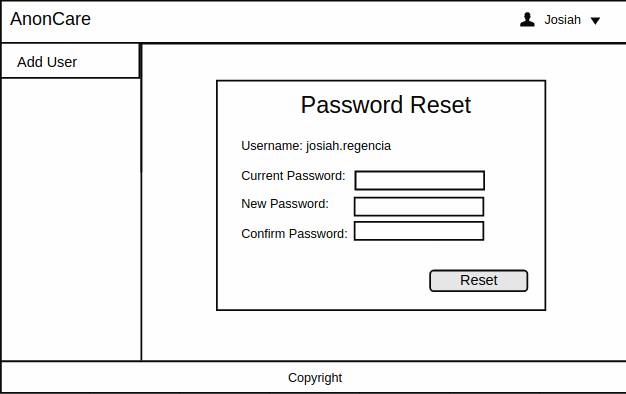 AnonCare
Josiah
Add User
Password Reset
Username: josiah.regencia
Current Password:
New Password:
Confirm Password:
Reset
Copyright